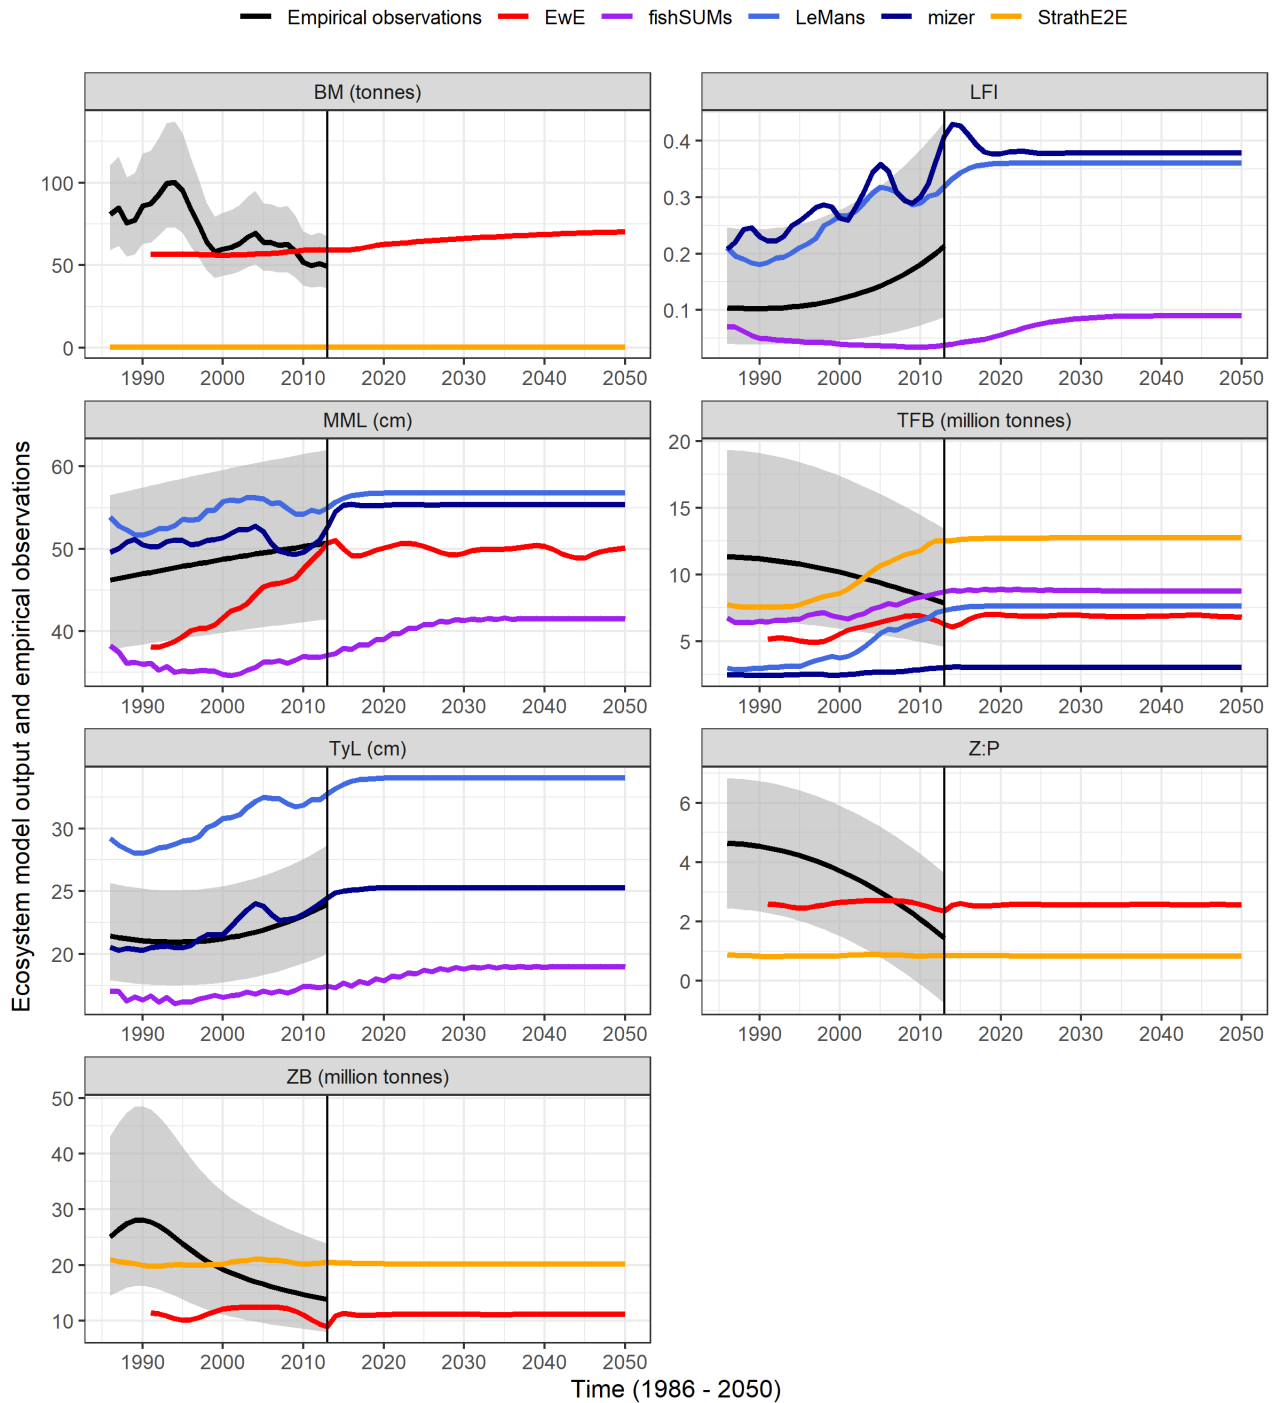 Empirical observations EwE fishSUMs LeMans mizer StrathE2E
BM (tonnes)
100
50
0
1990 2000 2010 2020 2030 2040 2050
LFI
0.4
0.3
0.2
0.1
1990 2000 2010 2020 2030 2040 2050
MML (cm)
60
50
40
1990 2000 2010 2020 2030 2040 2050
TFB (million tonnes)
20
15
10
5
1990 2000 2010 2020 2030 2040 2050
TyL (cm)
30
25
20
1990 2000 2010 2020 2030 2040 2050
Z:P
6
4
2
0
1990 2000 2010 2020 2030 2040 2050
ZB (million tonnes)
50
40
30
20
10
1990 2000 2010 2020 2030 2040 2050
Ecosystem model output and empirical observations
Time (1986 - 2050)